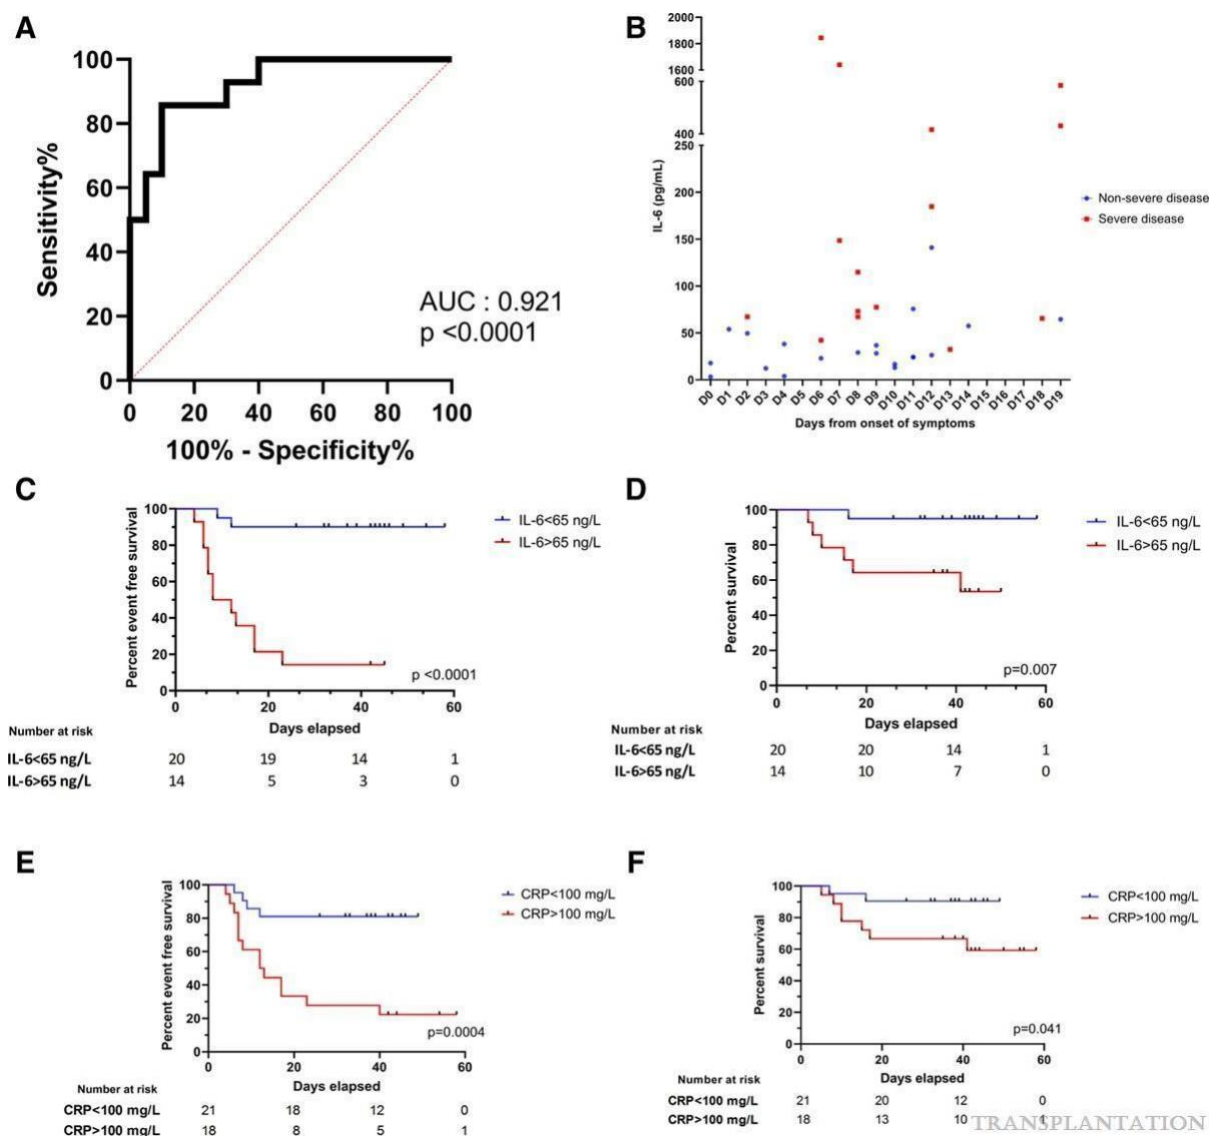 A
100
80
60
40
20
0
Sensitivity%
0 20 40 60 80 100
100% - Specificity%
AUC : 0.921
p <0.0001
B
2000
1800
1600
600
400
250
200
150
100
50
0
IL-6 (pg/mL)
D0 D1 D2 D3 D4 D5 D6 D7 D8 D9 D10 D11 D12 D13 D14 D15 D16 D17 D18 D19
Days from onset of symptoms
Non-severe disease
Severe disease
C
100
80
60
40
20
0
Percent event free survival
0 20 40 60
Days elapsed
IL-6<65 ng/L
IL-6>65 ng/L
p <0.0001
Number at risk
IL-6<65 ng/L 20 19 14 1
IL-6>65 ng/L 14 5 3 0
D
100
80
60
40
20
0
Percent survival
0 20 40 60
Days elapsed
IL-6<65 ng/L
IL-6>65 ng/L
p=0.007
Number at risk
IL-6<65 ng/L 20 20 14 1
IL-6>65 ng/L 14 10 7 0
E
100
80
60
40
20
0
Percent event free survival
0 20 40 60
Days elapsed
CRP<100 mg/L
CRP>100 mg/L
p=0.0004
Number at risk
CRP<100 mg/L 21 18 12 0
CRP>100 mg/L 18 8 5 1
F
100
80
60
40
20
0
Percent survival
0 20 40 60
Days elapsed
CRP<100 mg/L
CRP>100 mg/L
p=0.041
Number at risk
CRP<100 mg/L 21 20 12 0
CRP>100 mg/L 18 13 10
TRANSPLANTATION